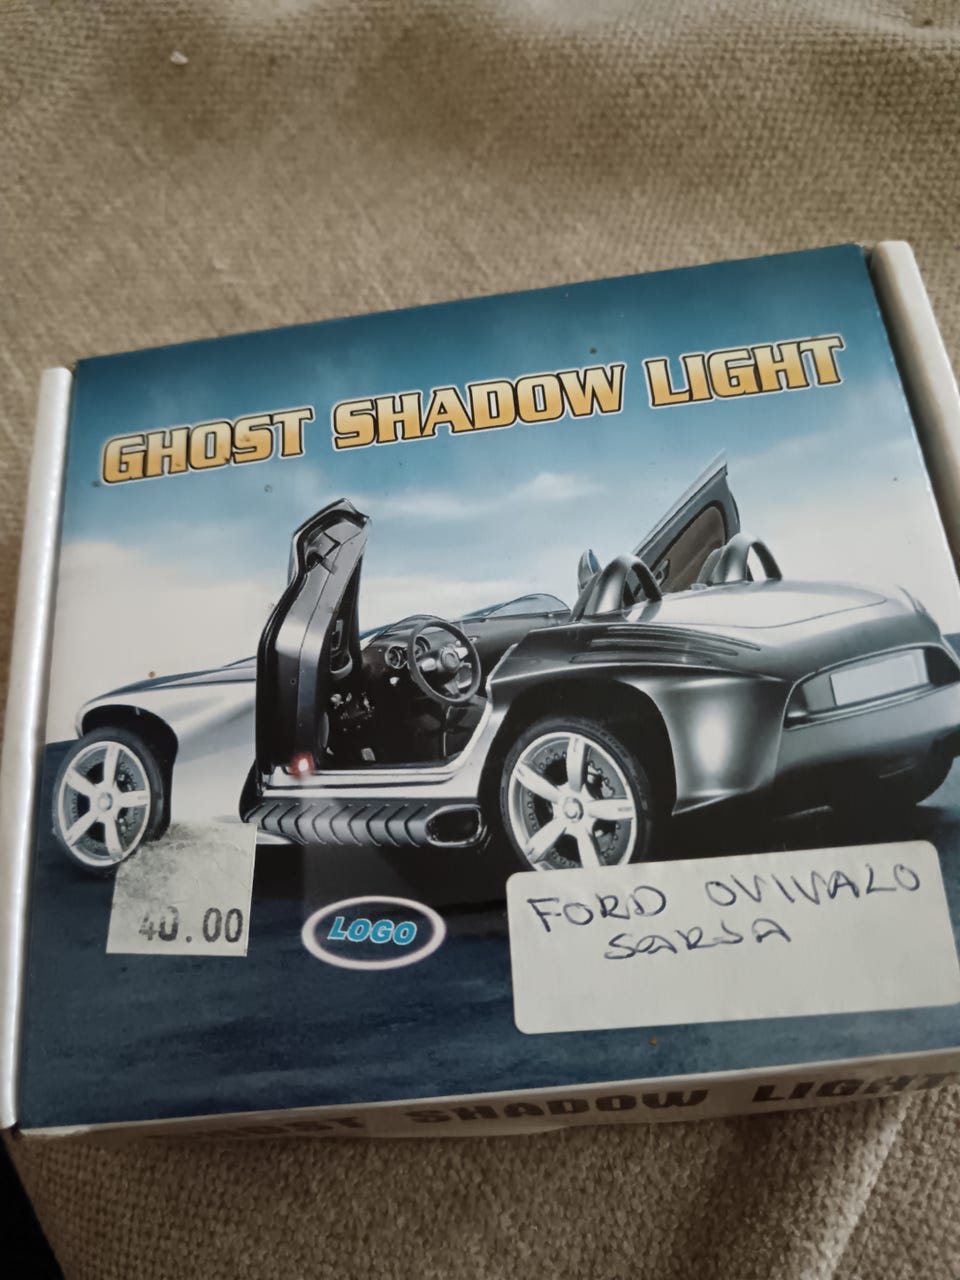 GHOST SHADOW LIGHT
40.00
LOGO
FORD OVIVALO
SARJA
GHOST SHADOW LIGHT